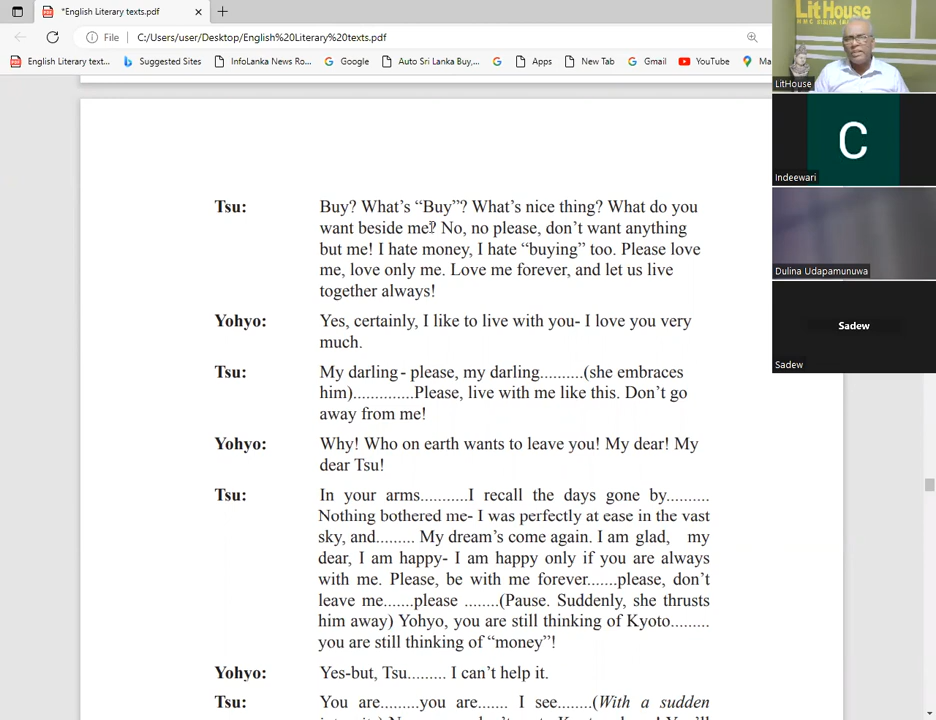 *English Literary texts.pdf
File
C:/Users/user/Desktop/English%20Literary%20texts.pdf
English Literary text...
Suggested Sites
InfoLanka News Ro...
Google
Auto Sri Lanka Buy,...
Apps
New Tab
Gmail
YouTube
Ma
LitHouse
LitHouse
C
Indeewari
Dulina Udapamunuwa
Sadew
Sadew
Tsu: Buy? What's “Buy”? What's nice thing? What do you
want beside me? No, no please, don't want anything
but me! I hate money, I hate “buying” too. Please love
me, love only me. Love me forever, and let us live
together always!
Yohyo: Yes, certainly, I like to live with you- I love you very
much.
Tsu: My darling - please, my darling..........(she embraces
him)..............Please, live with me like this. Don't go
away from me!
Yohyo: Why! Who on earth wants to leave you! My dear! My
dear Tsu!
Tsu: In your arms...........I recall the days gone by..........
Nothing bothered me- I was perfectly at ease in the vast
sky, and......... My dream's come again. I am glad, my
dear, I am happy- I am happy only if you are always
with me. Please, be with me forever.......please, don't
leave me.......please ........(Pause. Suddenly, she thrusts
him away) Yohyo, you are still thinking of Kyoto.........
you are still thinking of “money”!
Yohyo: Yes-but, Tsu......... I can't help it.
Tsu: You are........you are....... I see........(With a sudden